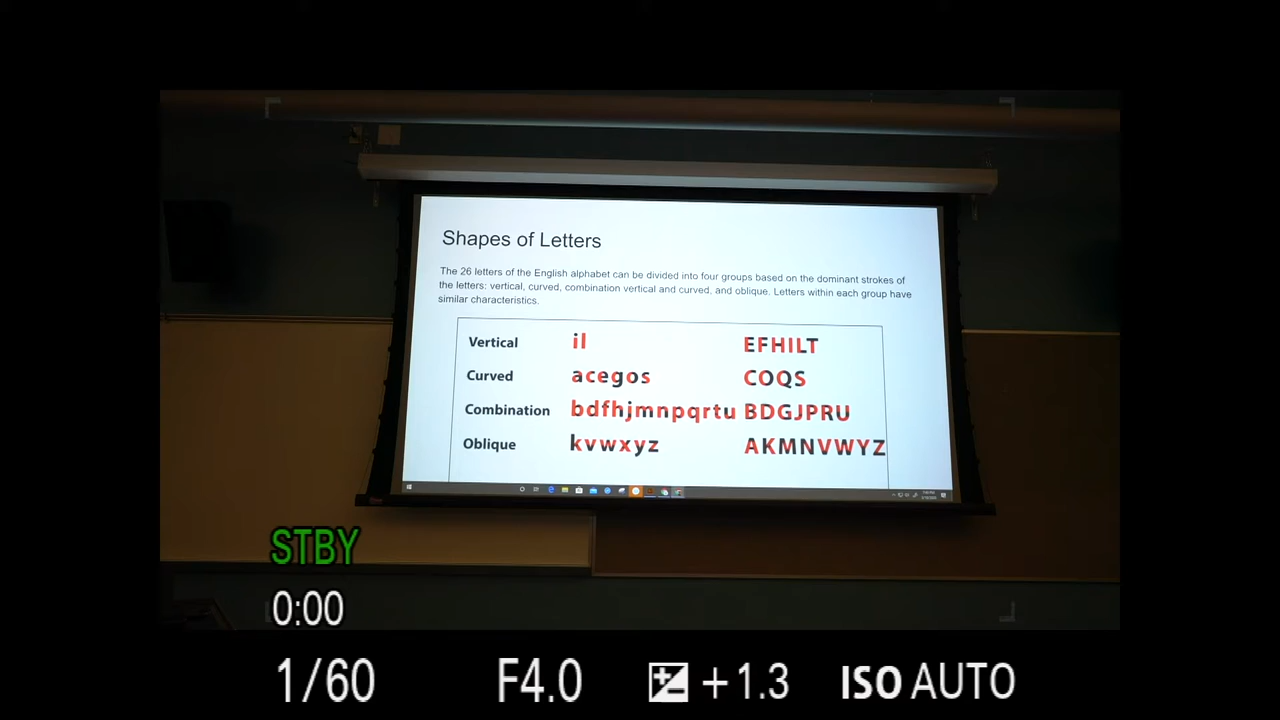 Shapes of Letters
The 26 letters of the English alphabet can be divided into four groups based on the dominant strokes of
the letters: vertical, curved, combination vertical and curved, and oblique. Letters within each group have
similar characteristics.
Vertical il EFHILT
Curved acegos COQS
Combination bdfhjmnpqrtu BDGJPRU
Oblique kvwxyz AKMNVWYZ
STBY
0:00
1/60 F4.0 +1.3 ISO AUTO